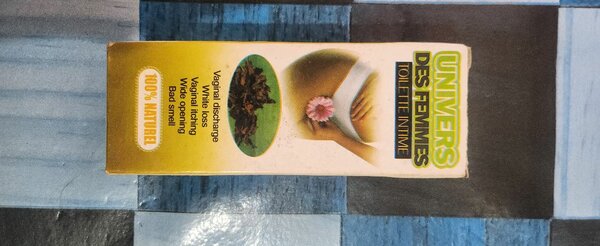 UNIVERS
DES FEMMES
TOILETTE INTIME
Vaginal discharge
White loss
Vaginal itching
Wide opening
Bad smell
100% NATUREL